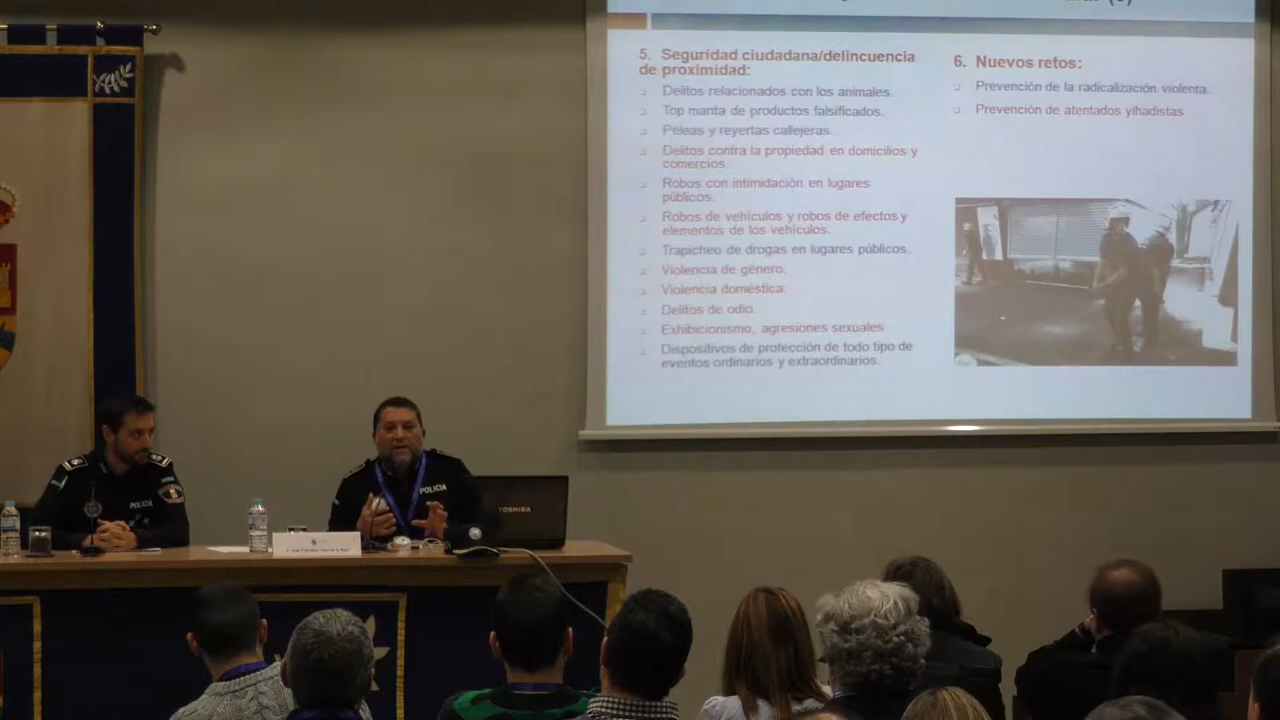 5. Seguridad ciudadana/delincuencia
de proximidad:
Delitos relacionados con los animales.
Top manta de productos falsificados.
Peleas y reyertas callejeras.
Delitos contra la propiedad en domicilios y
comercios.
Robos con intimidación en lugares
públicos.
Robos de vehículos y robos de efectos y
elementos de los vehículos.
Trapicheo de drogas en lugares públicos.
Violencia de género.
Violencia doméstica
Delitos de odio.
Exhibicionismo, agresiones sexuales
Dispositivos de protección de todo tipo de
eventos ordinarios y extraordinarios.
6. Nuevos retos:
Prevención de la radicalización violenta.
Prevención de atentados yihadistas
POLICIA
POLICIA
TOSHIBA